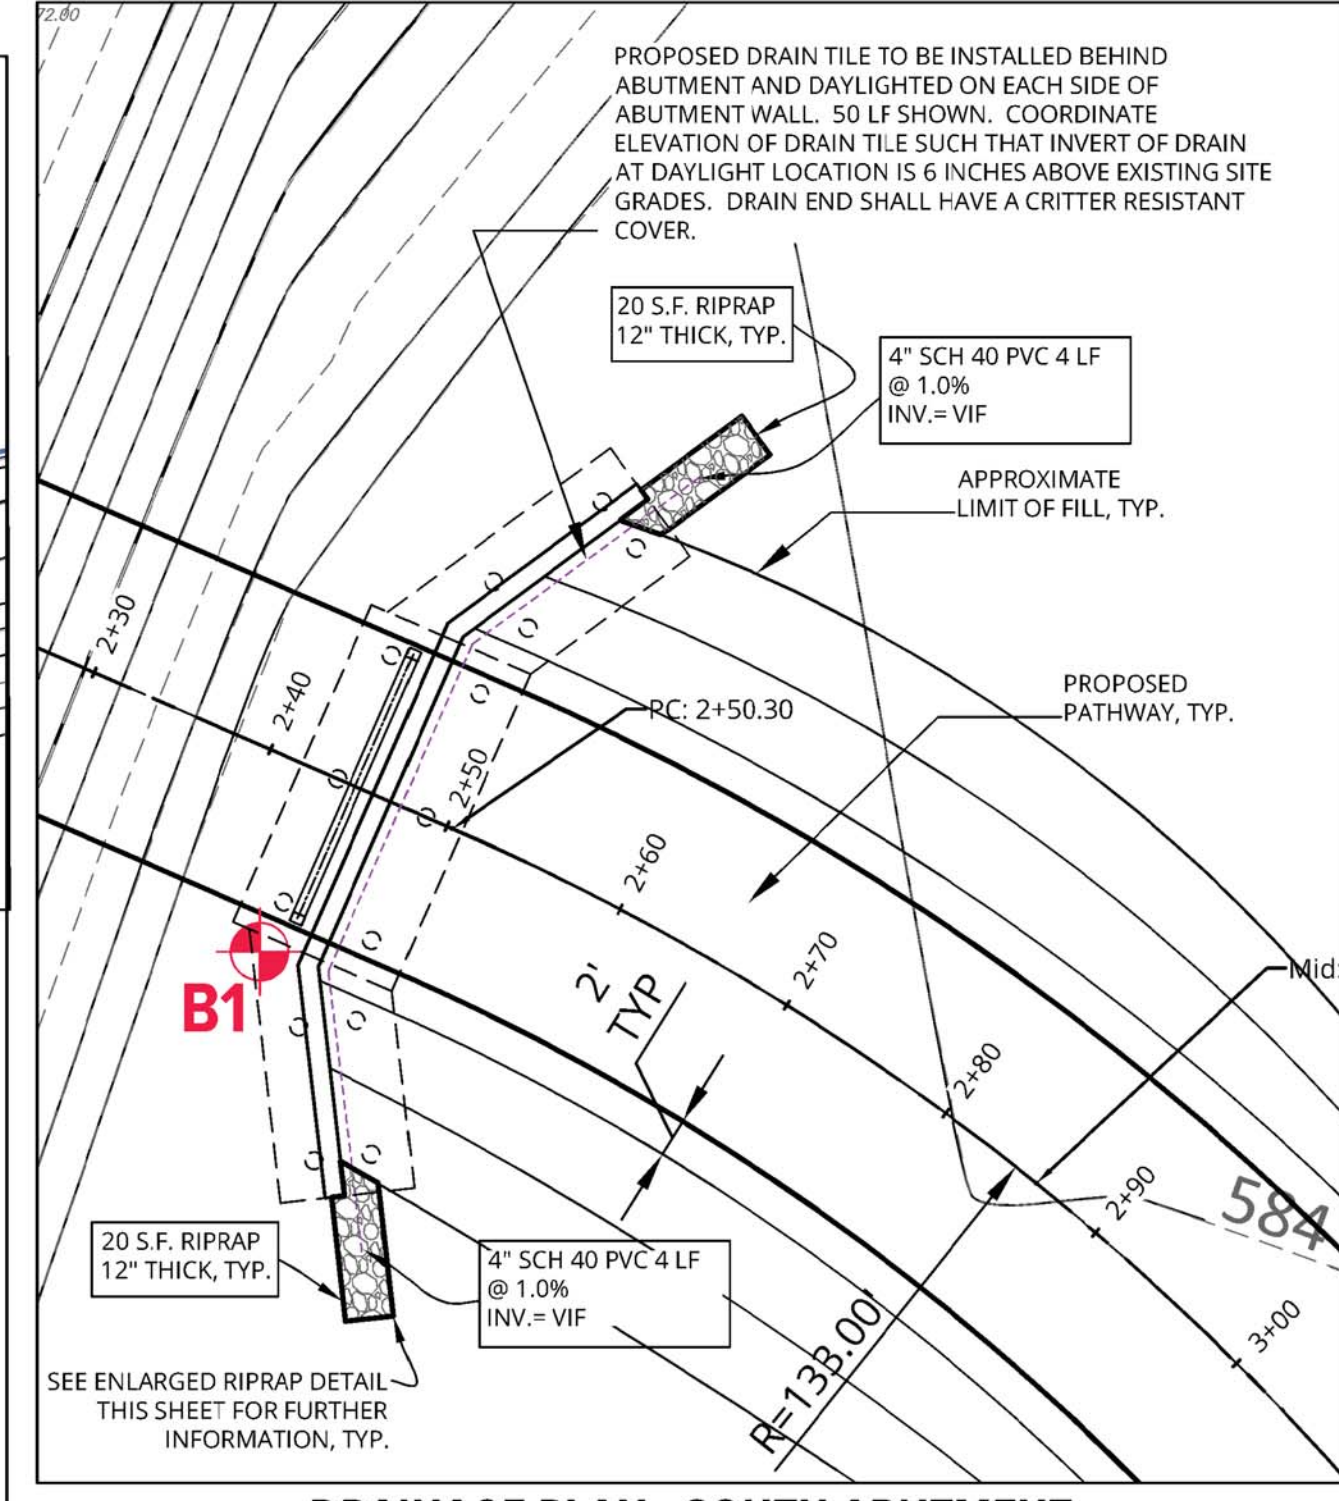 72.00
PROPOSED DRAIN TILE TO BE INSTALLED BEHIND
ABUTMENT AND DAYLIGHTED ON EACH SIDE OF
ABUTMENT WALL. 50 LF SHOWN. COORDINATE
ELEVATION OF DRAIN TILE SUCH THAT INVERT OF DRAIN
AT DAYLIGHT LOCATION IS 6 INCHES ABOVE EXISTING SITE
GRADES. DRAIN END SHALL HAVE A CRITTER RESISTANT
COVER.
20 S.F. RIPRAP
12" THICK, TYP.
4" SCH 40 PVC 4 LF
@ 1.0%
INV.= VIF
APPROXIMATE
LIMIT OF FILL, TYP.
2+30
2+40
PC: 2+50.30
PROPOSED
PATHWAY, TYP.
2+50
2+60
2+70
Mid:
B1
2'
TYP
2+80
2+90
584
20 S.F. RIPRAP
12" THICK, TYP.
4" SCH 40 PVC 4 LF
@ 1.0%
INV.= VIF
3+00
R=133.00'
SEE ENLARGED RIPRAP DETAIL
THIS SHEET FOR FURTHER
INFORMATION, TYP.